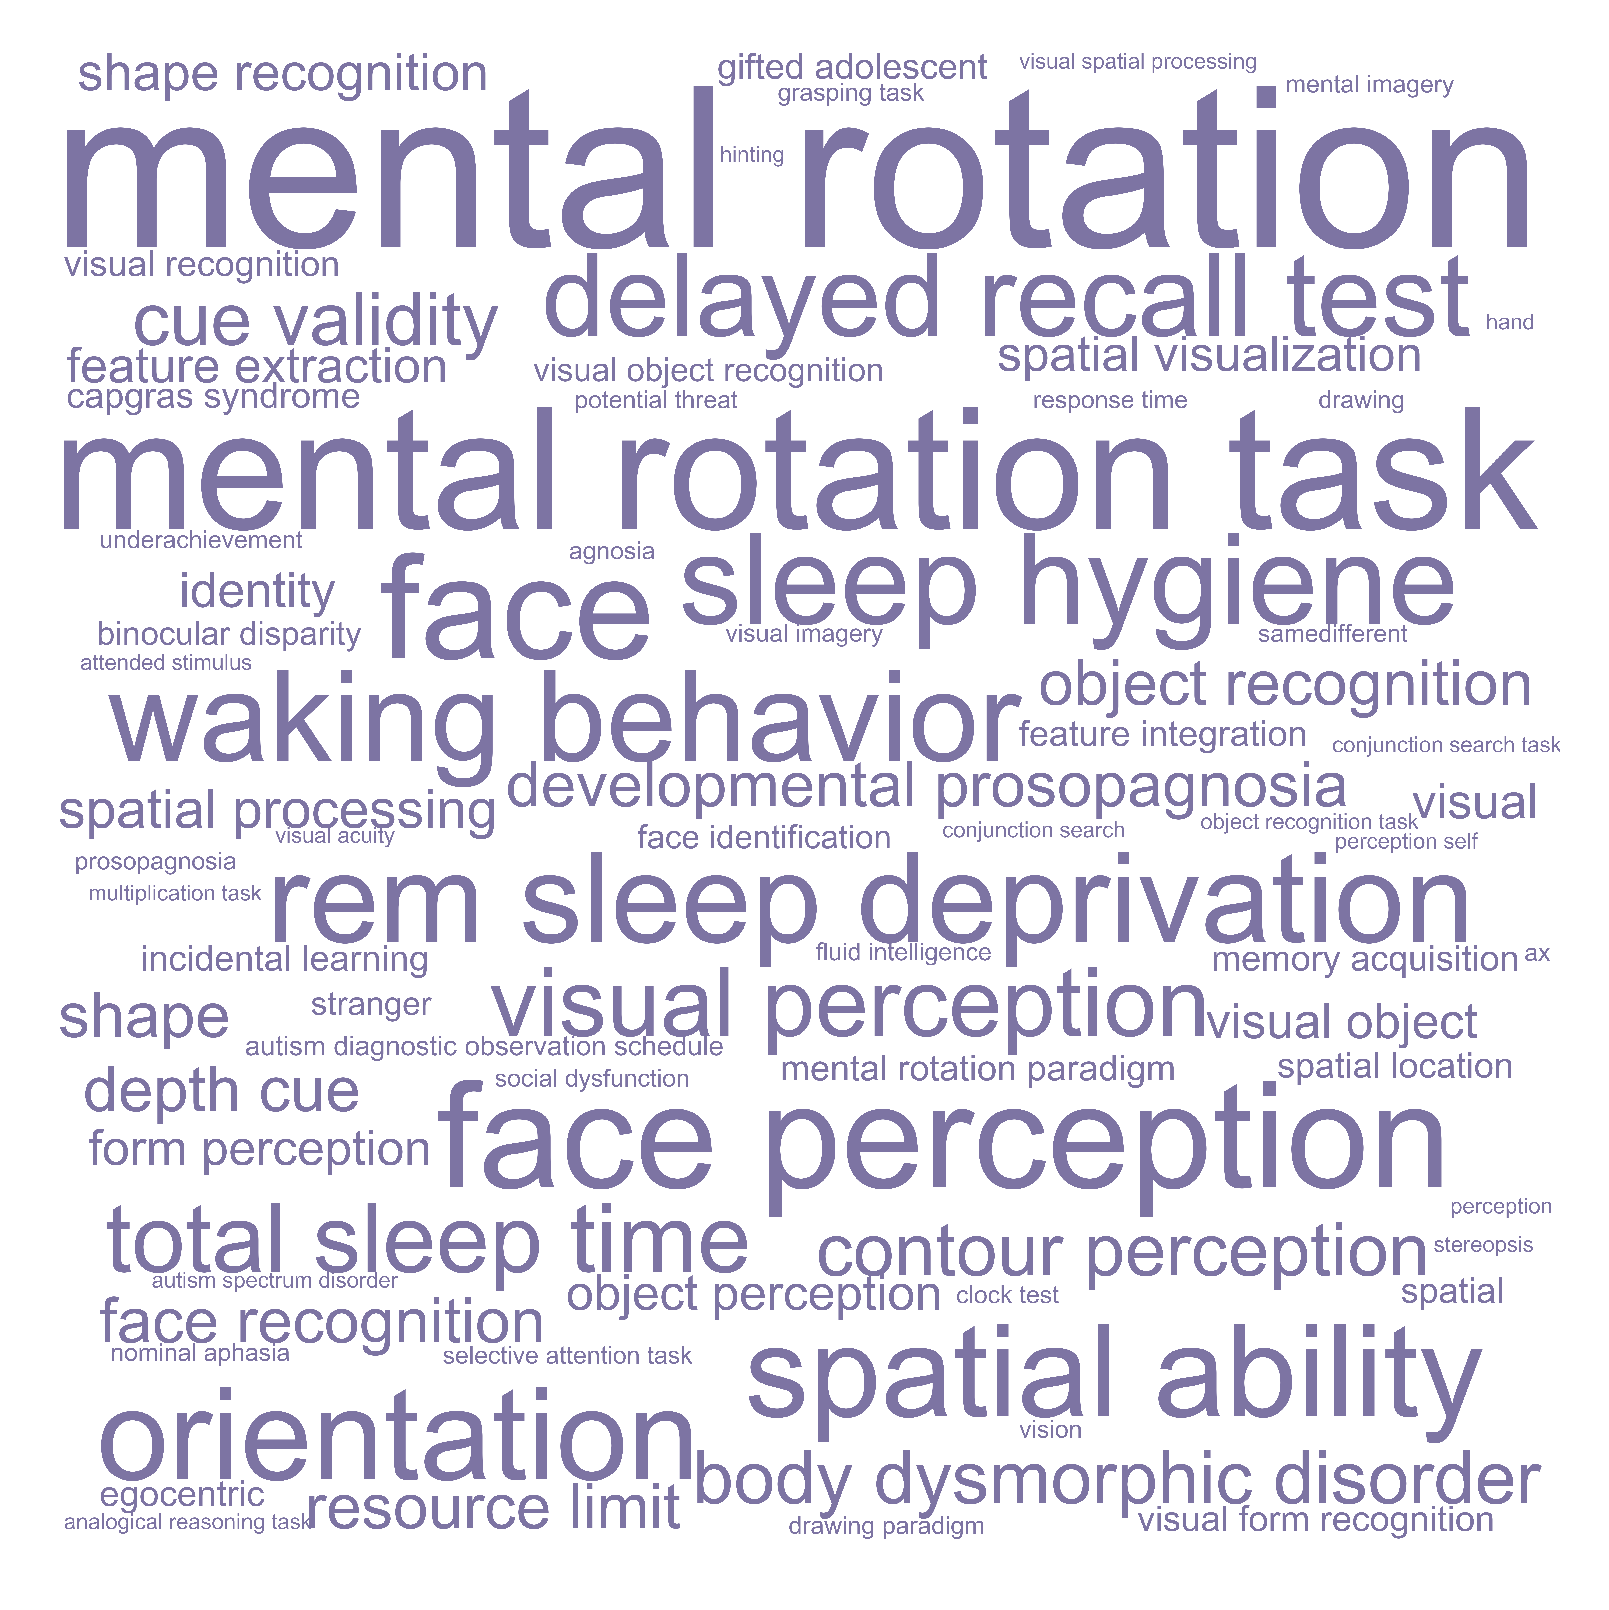 shape recognition
gifted adolescent
visual spatial processing
mental imagery
grasping task
mental rotation
hinting
visual recognition
delayed recall test
cue validity
hand
feature extraction
visual object recognition
spatial visualization
capgras syndrome
potential threat
response time
drawing
mental rotation task
underachievement
agnosia
sleep hygiene
identity
face
binocular disparity
visual imagery
samedifferent
attended stimulus
waking behavior
object recognition
feature integration
conjunction search task
developmental prosopagnosia
spatial processing
visual
visual acuity
face identification
conjunction search
object recognition task
perception self
prosopagnosia
multiplication task
rem sleep deprivation
incidental learning
fluid intelligence
memory acquisition
ax
shape
stranger
visual perception
visual object
autism diagnostic observation schedule
depth cue
social dysfunction
mental rotation paradigm
spatial location
form perception
face perception
total sleep time
perception
contour perception
stereopsis
autism spectrum disorder
object perception
clock test
spatial
face recognition
nominal aphasia
selective attention task
spatial ability
orientation
vision
egocentric
resource limit
body dysmorphic disorder
analogical reasoning task
drawing paradigm
visual form recognition